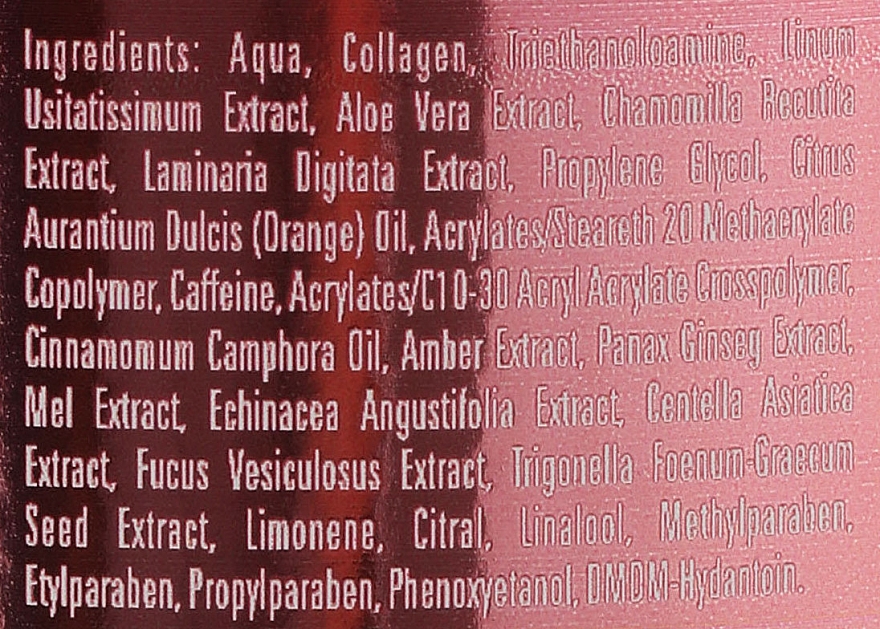 Ingredients: Aqua, Collagen, Triethanoloamine, Linum
Usitatissimum Extract, Aloe Vera Extract, Chamomilla Recutita
Extract, Laminaria Digitata Extract, Propylene Glycol, Citrus
Aurantium Dulcis (Orange) Oil, Acrylates/Steareth 20 Methacrylate
Copolymer, Caffeine, Acrylates/C10-30 Acryl Acrylate Crosspolymer,
Cinnamomum Camphora Oil, Amber Extract, Panax Ginseg Extract,
Mel Extract, Echinacea Angustifolia Extract, Centella Asiatica
Extract, Fucus Vesiculosus Extract, Trigonella Foenum-Graecum
Seed Extract, Limonene, Citral, Linalool, Methylparaben,
Etylparaben, Propylparaben, Phenoxyetanol, DMDM-Hydantoin.